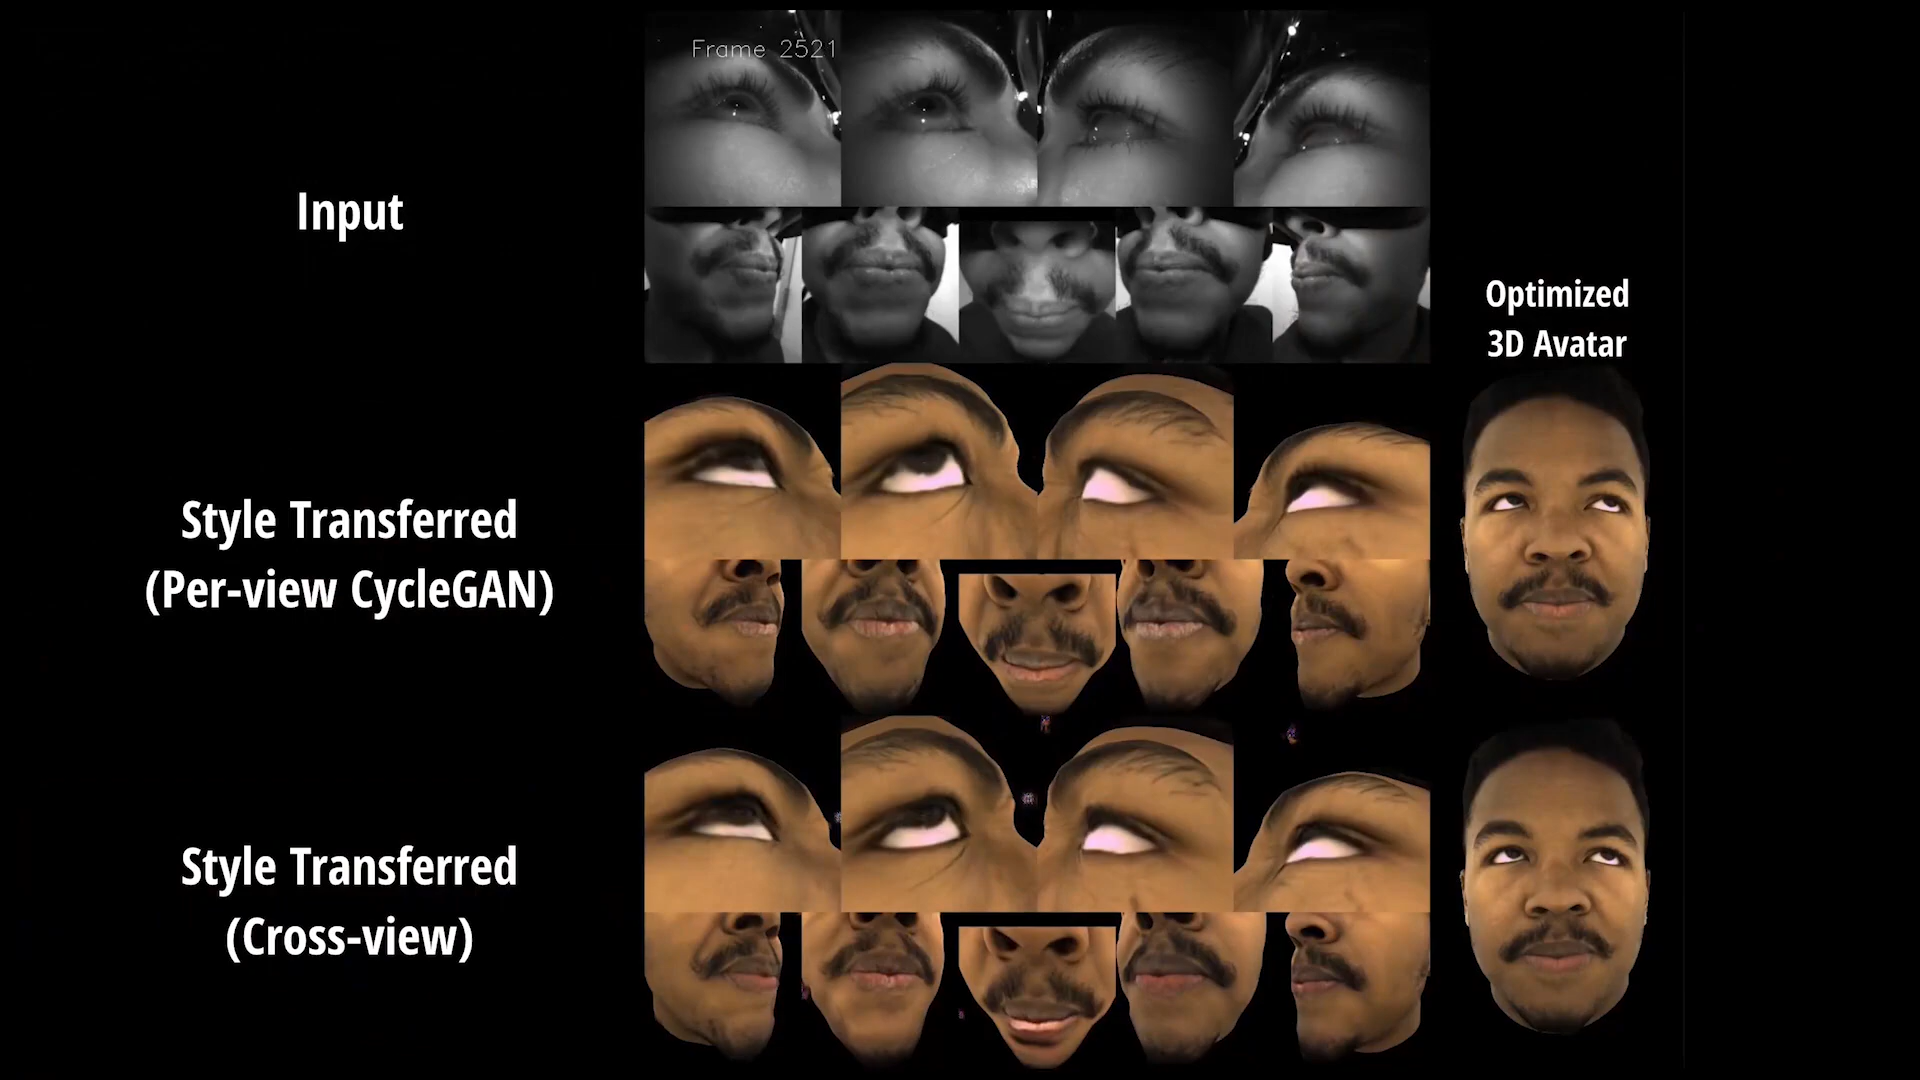 Frame 2521
Input
Optimized
3D Avatar
Style Transferred
(Per-view CycleGAN)
Style Transferred
(Cross-view)